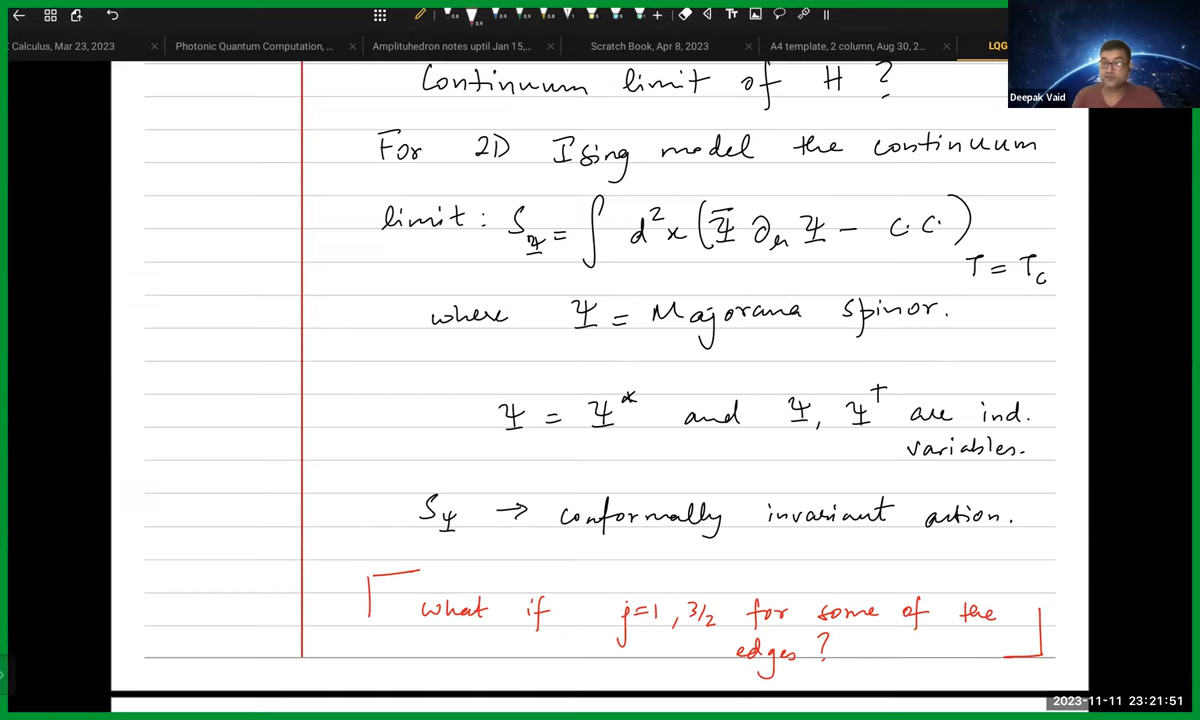 Calculus, Mar 23, 2023
Photonic Quantum Computation, ...
Amplituhedron notes uptil Jan 15,...
Scratch Book, Apr 8, 2023
A4 template, 2 column, Aug 30, 2...
LQG
Deepak Vaid
Continuum limit of H ?
For 2D Ising model the continuum
limit: S_Ψ = ∫ d²x (Ψ̄ ∂_μ Ψ − c.c.)
T = T_c
where Ψ = Majorana spinor.
Ψ = Ψ* and Ψ, Ψ† are ind.
variables.
S_Ψ → conformally invariant action.
what if j=1, 3/2 for some of the
edges?
2023-11-11 23:21:51